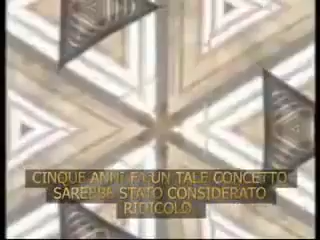 CINQUE ANNI FA UN TALE CONCETTO
SAREBBE STATO CONSIDERATO
RIDICOLO.